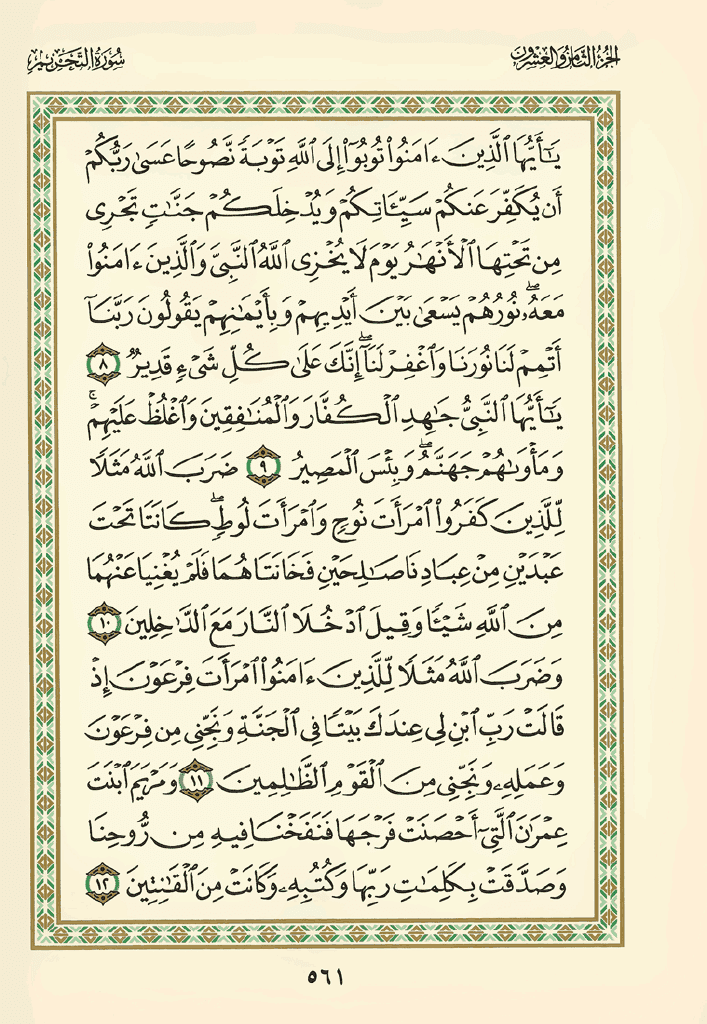 الجزء الثامن والعشرون
سورة التحريم
يَٰٓأَيُّهَا ٱلَّذِينَ ءَامَنُوا۟ تُوبُوٓا۟ إِلَى ٱللَّهِ تَوْبَةً نَّصُوحًا عَسَىٰ رَبُّكُمْ
أَن يُكَفِّرَ عَنكُمْ سَيِّـَٔاتِكُمْ وَيُدْخِلَكُمْ جَنَّٰتٍ تَجْرِى
مِن تَحْتِهَا ٱلْأَنْهَٰرُ يَوْمَ لَا يُخْزِى ٱللَّهُ ٱلنَّبِىَّ وَٱلَّذِينَ ءَامَنُوا۟
مَعَهُۥ ۖ نُورُهُمْ يَسْعَىٰ بَيْنَ أَيْدِيهِمْ وَبِأَيْمَٰنِهِمْ يَقُولُونَ رَبَّنَآ
أَتْمِمْ لَنَا نُورَنَا وَٱغْفِرْ لَنَآ ۖ إِنَّكَ عَلَىٰ كُلِّ شَىْءٍ قَدِيرٌ ٨
يَٰٓأَيُّهَا ٱلنَّبِىُّ جَٰهِدِ ٱلْكُفَّارَ وَٱلْمُنَٰفِقِينَ وَٱغْلُظْ عَلَيْهِمْ ۚ
وَمَأْوَىٰهُمْ جَهَنَّمُ ۖ وَبِئْسَ ٱلْمَصِيرُ ٩ ضَرَبَ ٱللَّهُ مَثَلًا
لِّلَّذِينَ كَفَرُوا۟ ٱمْرَأَتَ نُوحٍ وَٱمْرَأَتَ لُوطٍ ۖ كَانَتَا تَحْتَ
عَبْدَيْنِ مِنْ عِبَادِنَا صَٰلِحَيْنِ فَخَانَتَاهُمَا فَلَمْ يُغْنِيَا عَنْهُمَا
مِنَ ٱللَّهِ شَيْـًٔا وَقِيلَ ٱدْخُلَا ٱلنَّارَ مَعَ ٱلدَّٰخِلِينَ ١٠
وَضَرَبَ ٱللَّهُ مَثَلًا لِّلَّذِينَ ءَامَنُوا۟ ٱمْرَأَتَ فِرْعَوْنَ إِذْ
قَالَتْ رَبِّ ٱبْنِ لِى عِندَكَ بَيْتًا فِى ٱلْجَنَّةِ وَنَجِّنِى مِن فِرْعَوْنَ
وَعَمَلِهِۦ وَنَجِّنِى مِنَ ٱلْقَوْمِ ٱلظَّٰلِمِينَ ١١ وَمَرْيَمَ ٱبْنَتَ
عِمْرَٰنَ ٱلَّتِىٓ أَحْصَنَتْ فَرْجَهَا فَنَفَخْنَا فِيهِ مِن رُّوحِنَا
وَصَدَّقَتْ بِكَلِمَٰتِ رَبِّهَا وَكُتُبِهِۦ وَكَانَتْ مِنَ ٱلْقَٰنِتِينَ ١٢
٥٦١